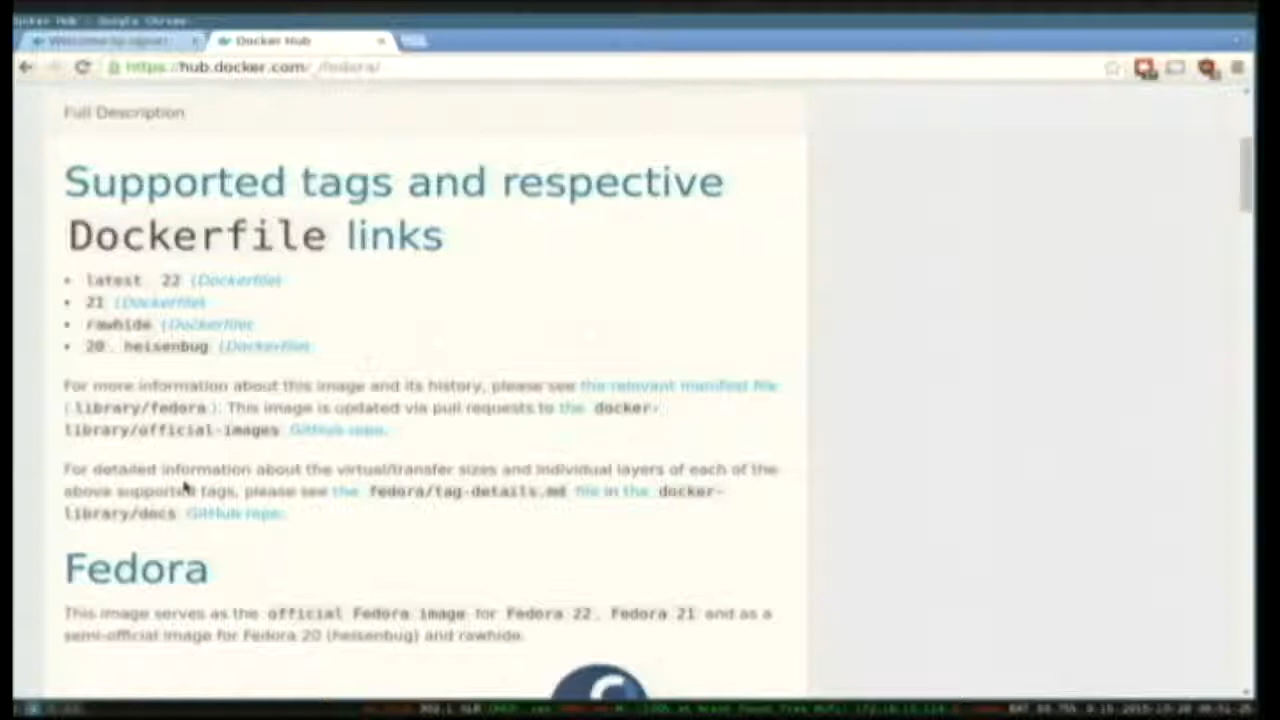 Docker Hub - Google Chrome
Docker Hub
https://hub.docker.com/_/fedora/
Full Description
Supported tags and respective
Dockerfile links
• latest 22 (Dockerfile)
• 21 (Dockerfile)
• rawhide (Dockerfile)
• 20, heisenbug (Dockerfile)
For more information about this image and its history, please see the relevant manifest file
(library/fedora). This image is updated via pull requests to the docker-
library/official-images GitHub repo.
For detailed information about the virtual/transfer sizes and individual layers of each of the
above supported tags, please see the fedora/tag-details.md file in the docker-
library/docs GitHub repo.
Fedora
This image serves as the official Fedora image for Fedora 22, Fedora 21 and as a
semi-official image for Fedora 20 (heisenbug) and rawhide.